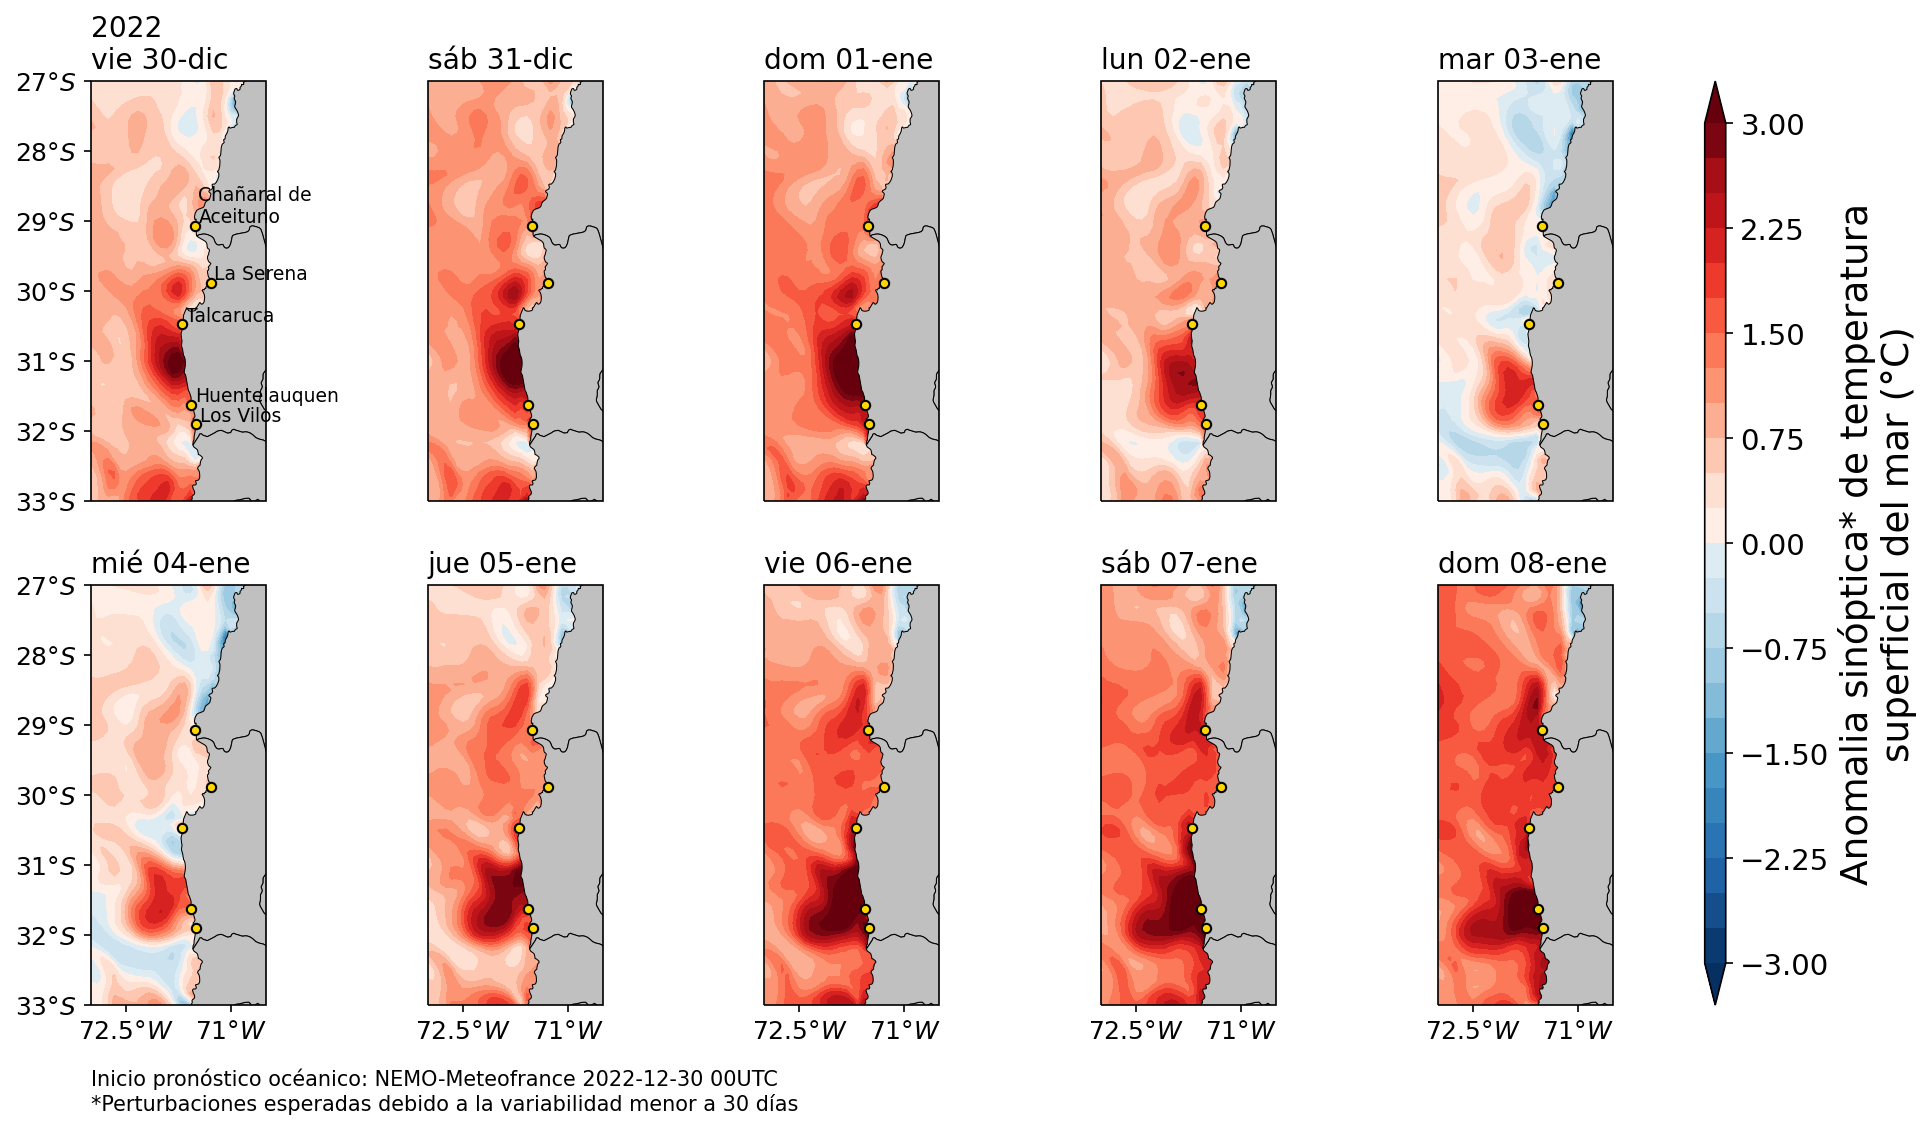 2022
vie 30-dic
sáb 31-dic
dom 01-ene
lun 02-ene
mar 03-ene
27°S
28°S
29°S
30°S
31°S
32°S
33°S
Chañaral de
Aceituno
La Serena
Talcaruca
Huentelauquen
Los Vilos
mié 04-ene
jue 05-ene
vie 06-ene
sáb 07-ene
dom 08-ene
27°S
28°S
29°S
30°S
31°S
32°S
33°S
72.5°W 71°W
72.5°W 71°W
72.5°W 71°W
72.5°W 71°W
72.5°W 71°W
3.00
2.25
1.50
0.75
0.00
−0.75
−1.50
−2.25
−3.00
Anomalia sinóptica* de temperatura
superficial del mar (°C)
Inicio pronóstico océanico: NEMO-Meteofrance 2022-12-30 00UTC
*Perturbaciones esperadas debido a la variabilidad menor a 30 días